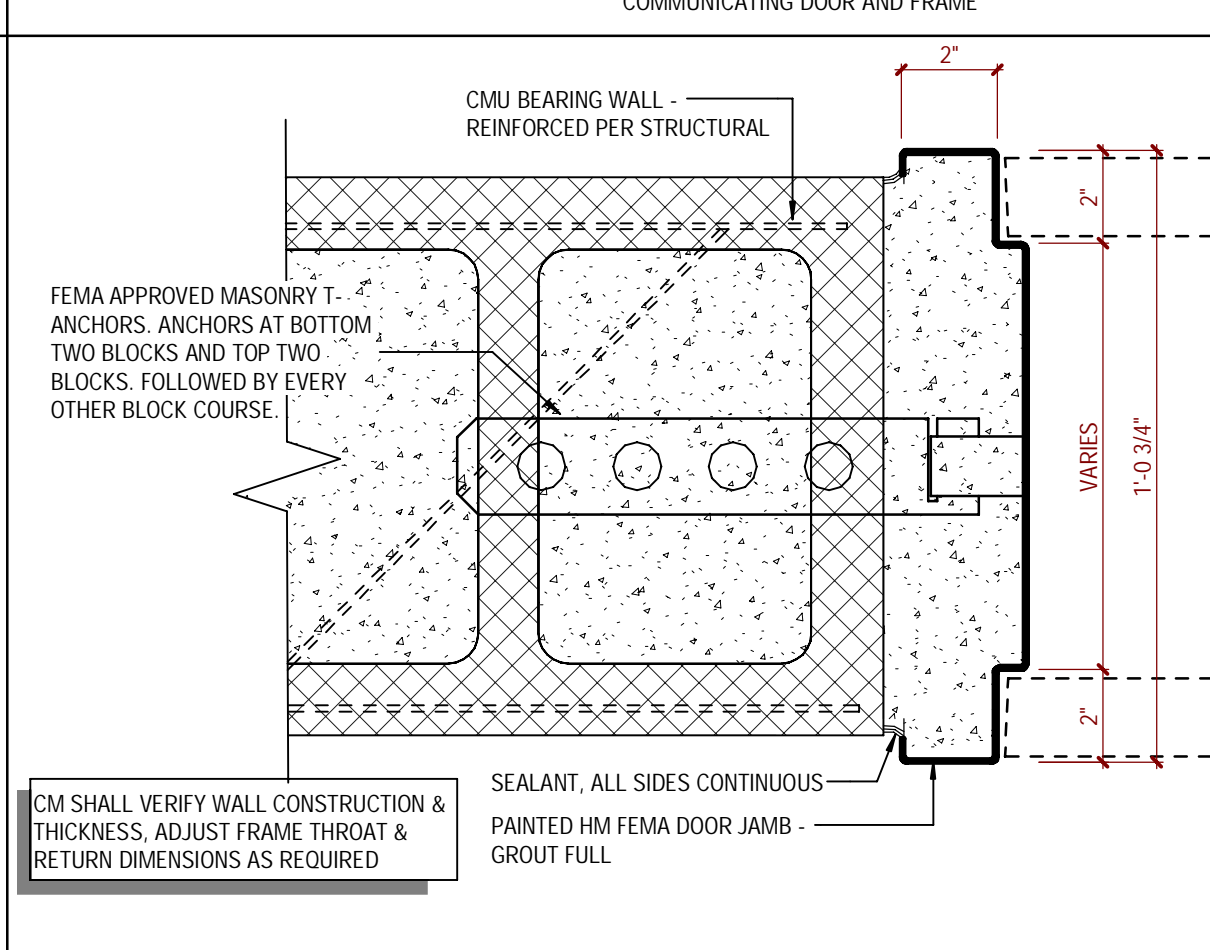 COMMUNICATING DOOR AND FRAME
2"
CMU BEARING WALL -
REINFORCED PER STRUCTURAL
2"
FEMA APPROVED MASONRY T-
ANCHORS. ANCHORS AT BOTTOM
TWO BLOCKS AND TOP TWO
BLOCKS. FOLLOWED BY EVERY
OTHER BLOCK COURSE.
VARIES
1'-0 3/4"
2"
SEALANT, ALL SIDES CONTINUOUS
PAINTED HM FEMA DOOR JAMB -
GROUT FULL
CM SHALL VERIFY WALL CONSTRUCTION &
THICKNESS, ADJUST FRAME THROAT &
RETURN DIMENSIONS AS REQUIRED